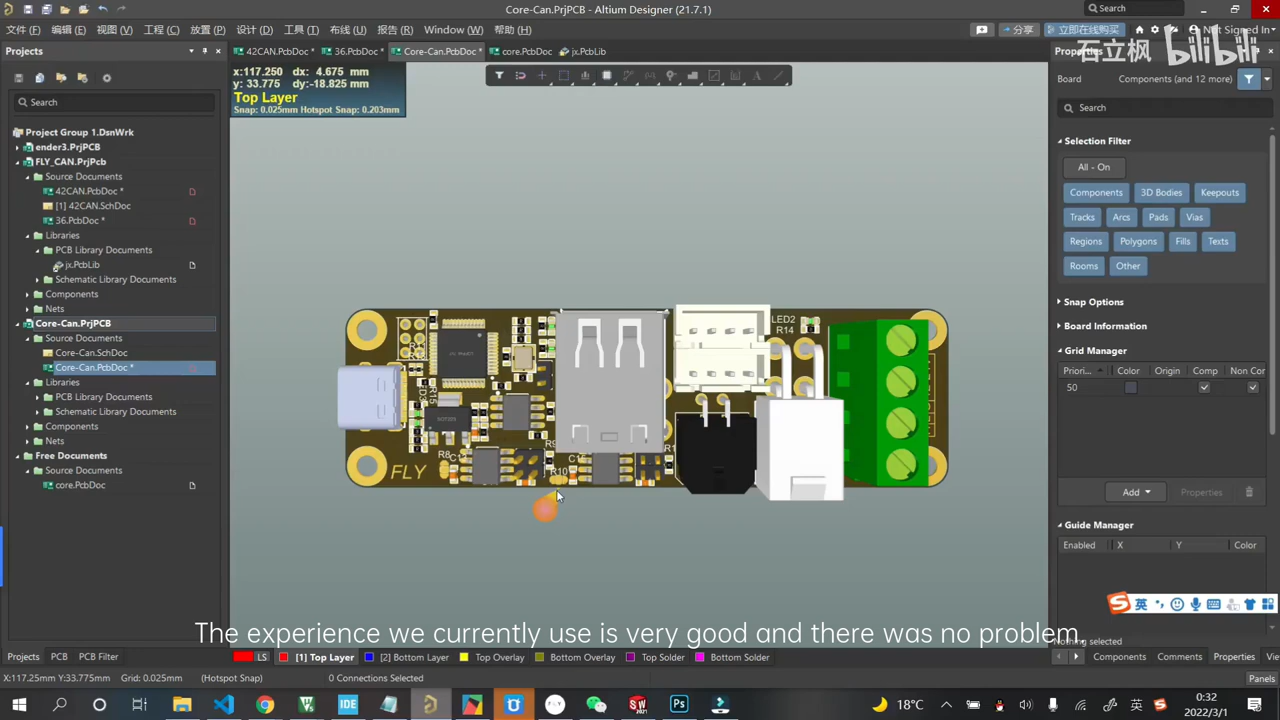 Core-Can.PrjPCB - Altium Designer (21.7.1)
Search
文件 (F) 编辑 (E) 视图 (V) 工程 (C) 放置 (P) 设计 (D) 工具 (T) 布线 (U) 报告 (R) Window (W) 帮助 (H)
分享
立即在线
Not Signed In
石立枫 bilibili
Projects
42CAN.PcbDoc * 36.PcbDoc * Core-Can.PcbDoc * core.PcbDoc jx.PcbLib
Properties
x:117.250 dx: 4.675 mm
y: 33.775 dy:-18.825 mm
Top Layer
Snap: 0.025mm Hotspot Snap: 0.203mm
Board Components (and 12 more)
Search
Search
Project Group 1.DsnWrk
ender3.PrjPCB
FLY_CAN.PrjPcb
Source Documents
42CAN.PcbDoc *
[1] 42CAN.SchDoc
36.PcbDoc *
Libraries
PCB Library Documents
jx.PcbLib
Schematic Library Documents
Components
Nets
Core-Can.PrjPCB
Source Documents
Core-Can.SchDoc
Core-Can.PcbDoc *
Libraries
PCB Library Documents
Schematic Library Documents
Components
Nets
Free Documents
Source Documents
core.PcbDoc
LED2
R14
R15
R8
R10
FLY
Selection Filter
All - On
Components 3D Bodies Keepouts
Tracks Arcs Pads Vias
Regions Polygons Fills Texts
Rooms Other
Snap Options
Board Information
Grid Manager
Priori... Color Origin Comp Non Cor
50
Add Properties
Guide Manager
Enabled X Y Color
英
The experience we currently use is very good and there was no problem.
Nothing selected
Projects PCB PCB Filter
LS [1] Top Layer [2] Bottom Layer Top Overlay Bottom Overlay Top Solder Bottom Solder
Components Comments Properties
X:117.25mm Y:33.775mm Grid: 0.025mm (Hotspot Snap) 0 Connections Selected
Panels
IDE
Ps
18°C
英
0:32
2022/3/1